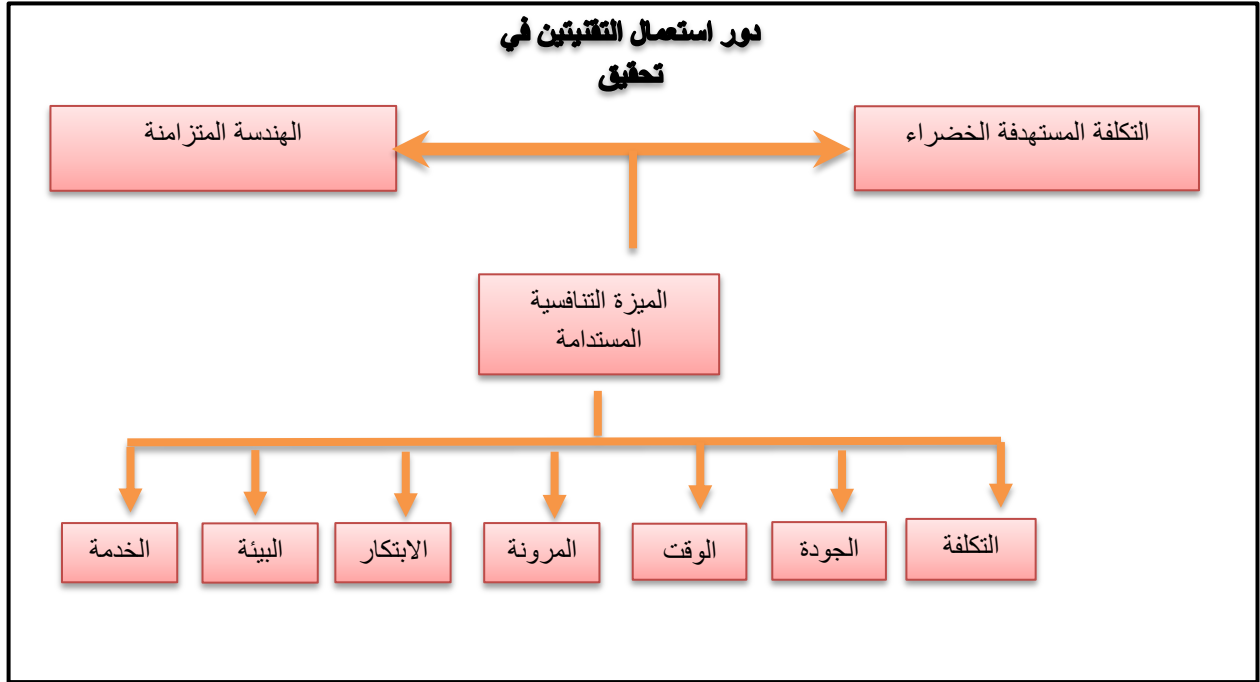 دور استعمال التقنيتين في
تحقيق
التكلفة المستهدفة الخضراء
الهندسة المتزامنة
الميزة التنافسية
المستدامة
التكلفة
الجودة
الوقت
المرونة
الابتكار
البيئة
الخدمة